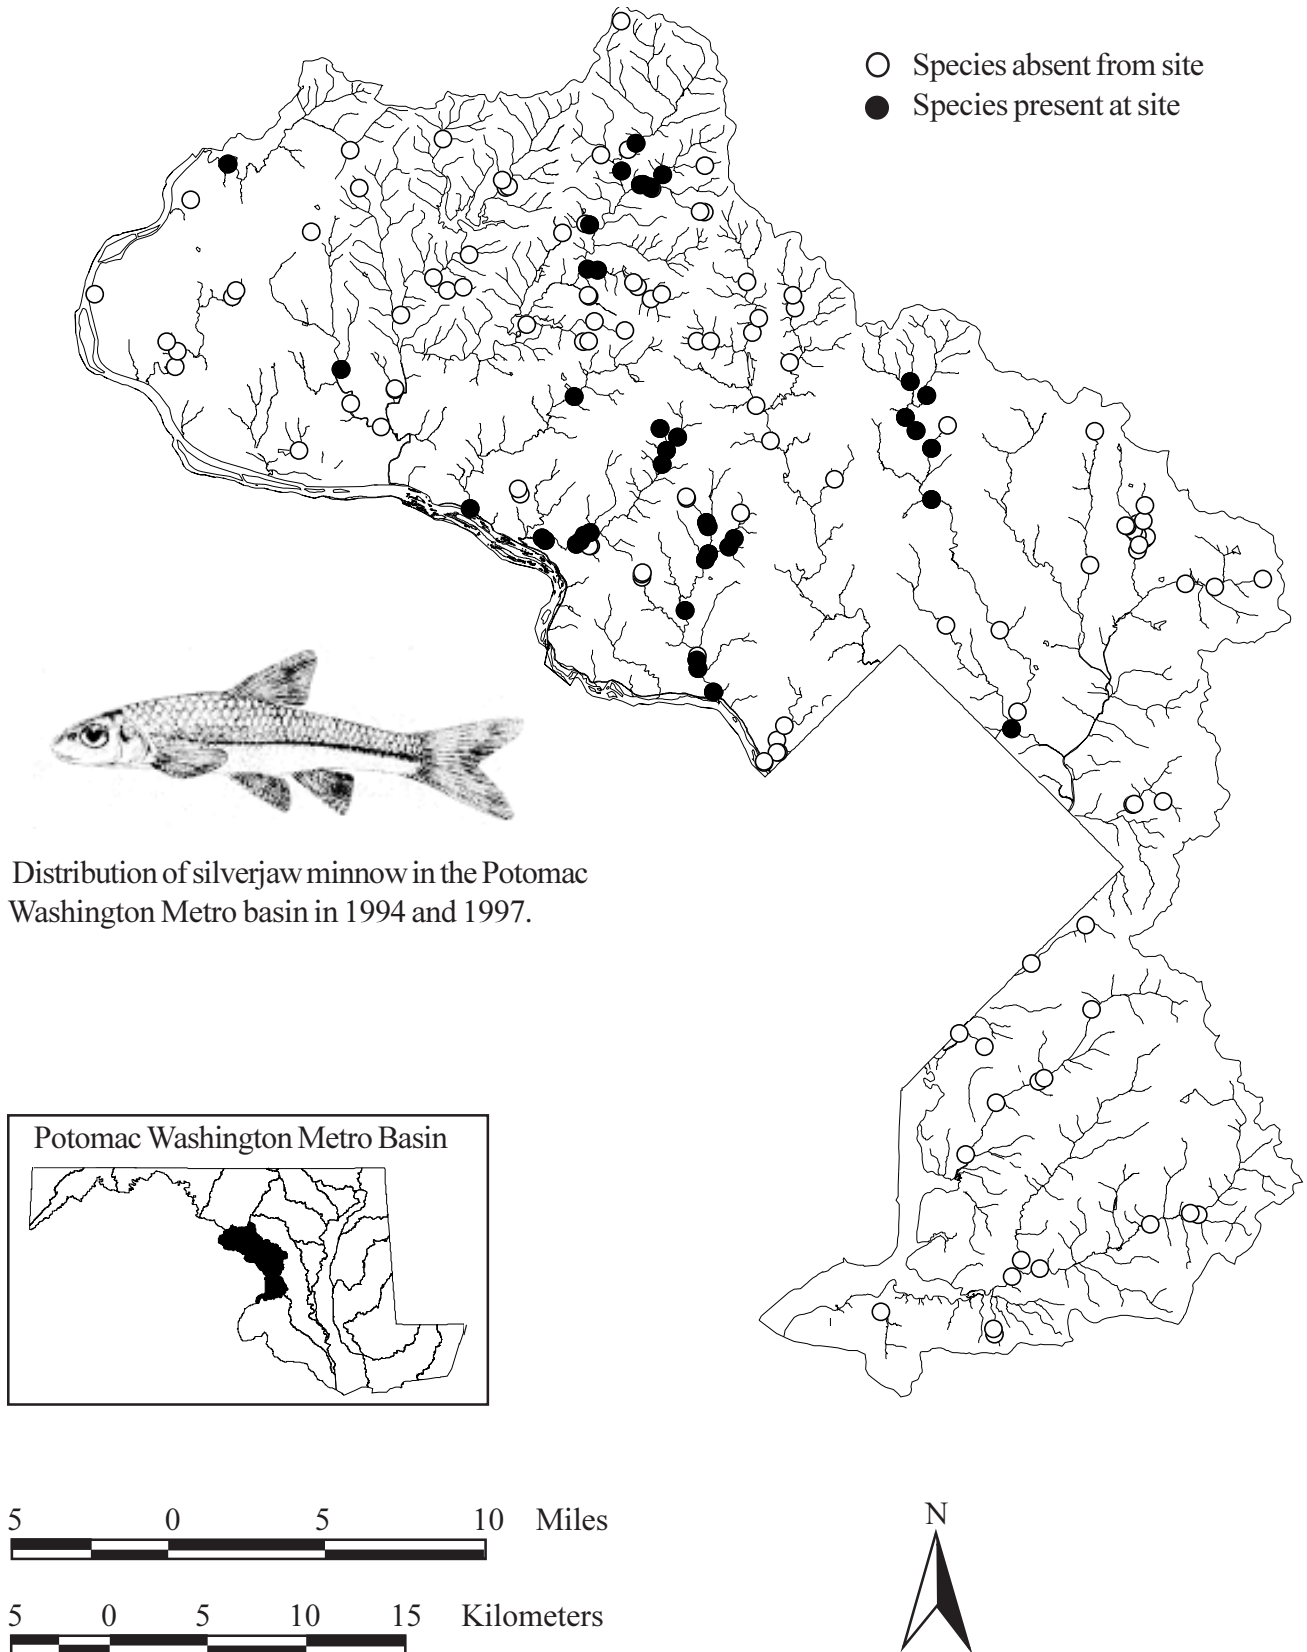 Species absent from site
Species present at site
Distribution of silverjaw minnow in the Potomac
Washington Metro basin in 1994 and 1997.
Potomac Washington Metro Basin
5 0 5 10 Miles
N
5 0 5 10 15 Kilometers